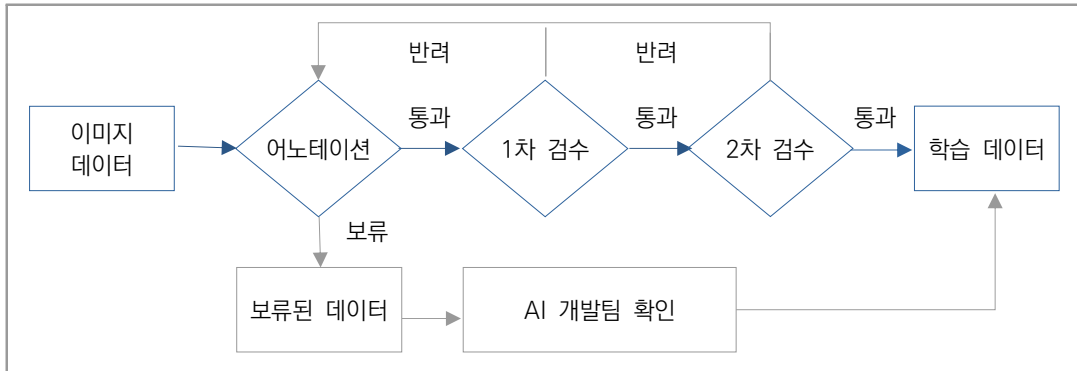 반려
반려
이미지
데이터
어노테이션
통과
1차 검수
통과
2차 검수
통과
학습 데이터
보류
보류된 데이터
AI 개발팀 확인